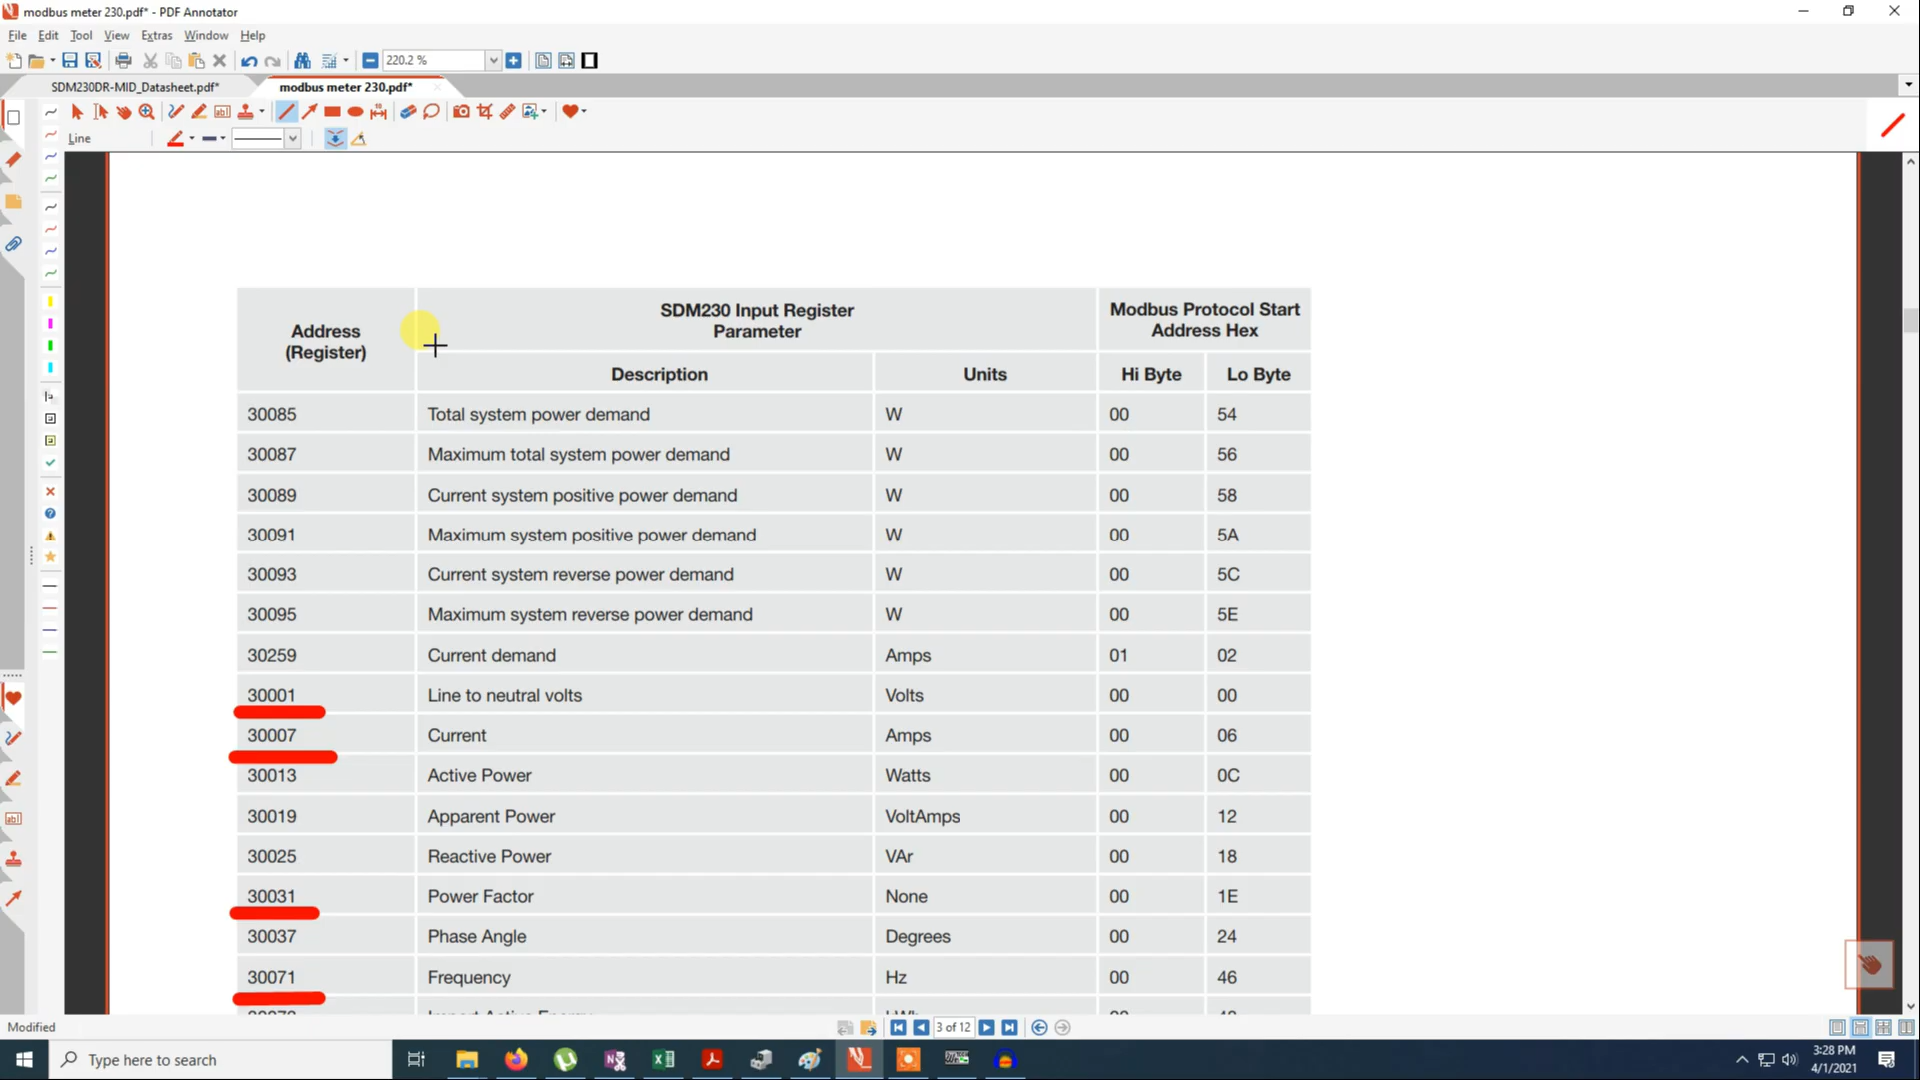 modbus meter 230.pdf* - PDF Annotator
File Edit Tool View Extras Window Help
220.2 %
SDM230DR-MID_Datasheet.pdf* modbus meter 230.pdf*
Line
Address (Register) SDM230 Input Register Parameter Modbus Protocol Start Address Hex
Description Units Hi Byte Lo Byte
30085 Total system power demand W 00 54
30087 Maximum total system power demand W 00 56
30089 Current system positive power demand W 00 58
30091 Maximum system positive power demand W 00 5A
30093 Current system reverse power demand W 00 5C
30095 Maximum system reverse power demand W 00 5E
30259 Current demand Amps 01 02
30001 Line to neutral volts Volts 00 00
30007 Current Amps 00 06
30013 Active Power Watts 00 0C
30019 Apparent Power VoltAmps 00 12
30025 Reactive Power VAr 00 18
30031 Power Factor None 00 1E
30037 Phase Angle Degrees 00 24
30071 Frequency Hz 00 46
Modified 3 of 12
Type here to search 3:28 PM
4/1/2021